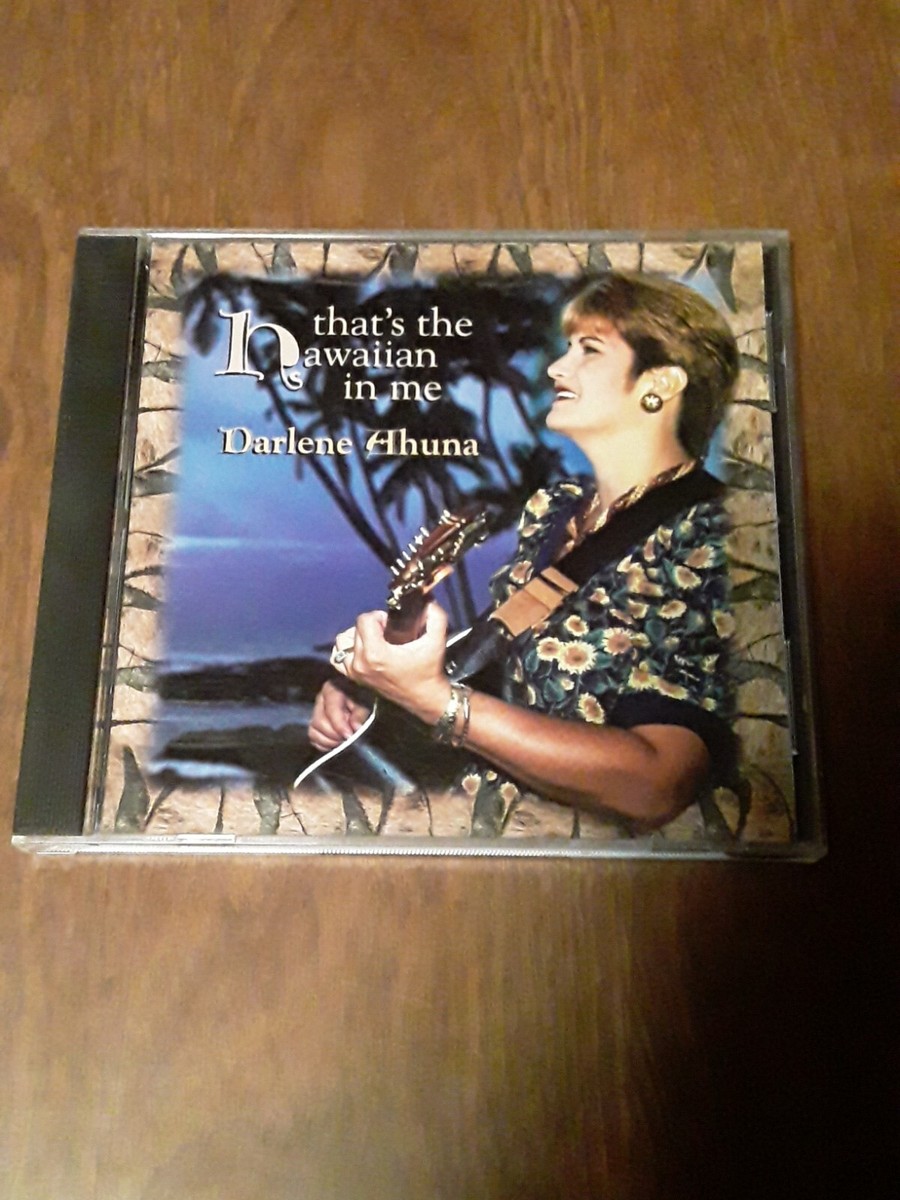 that's the
hawaiian
in me
Darlene Ahuna